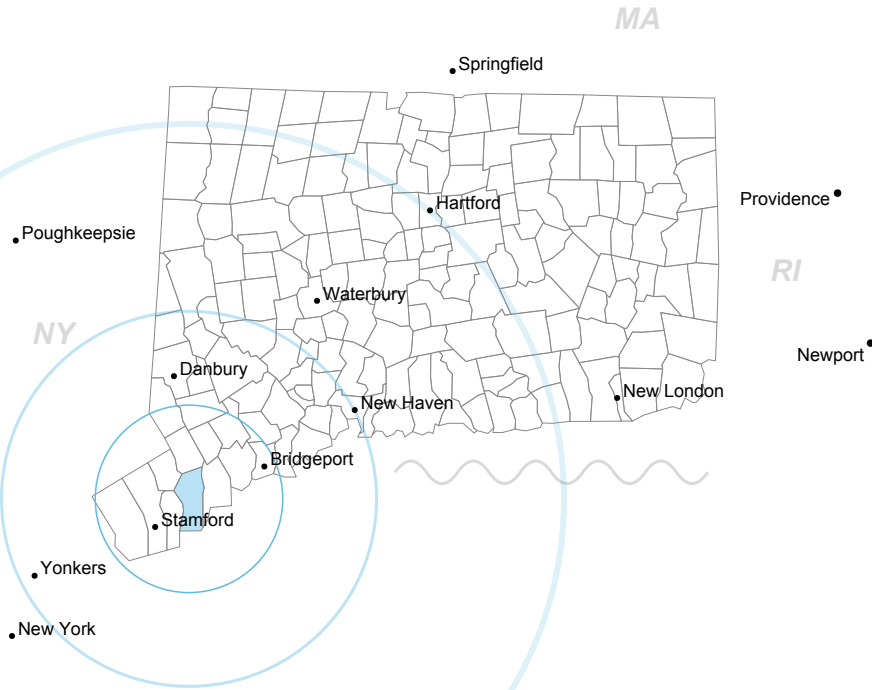 MA
Springfield
Providence
Hartford
Poughkeepsie
RI
Waterbury
NY
Newport
Danbury
New London
New Haven
Bridgeport
Stamford
Yonkers
New York